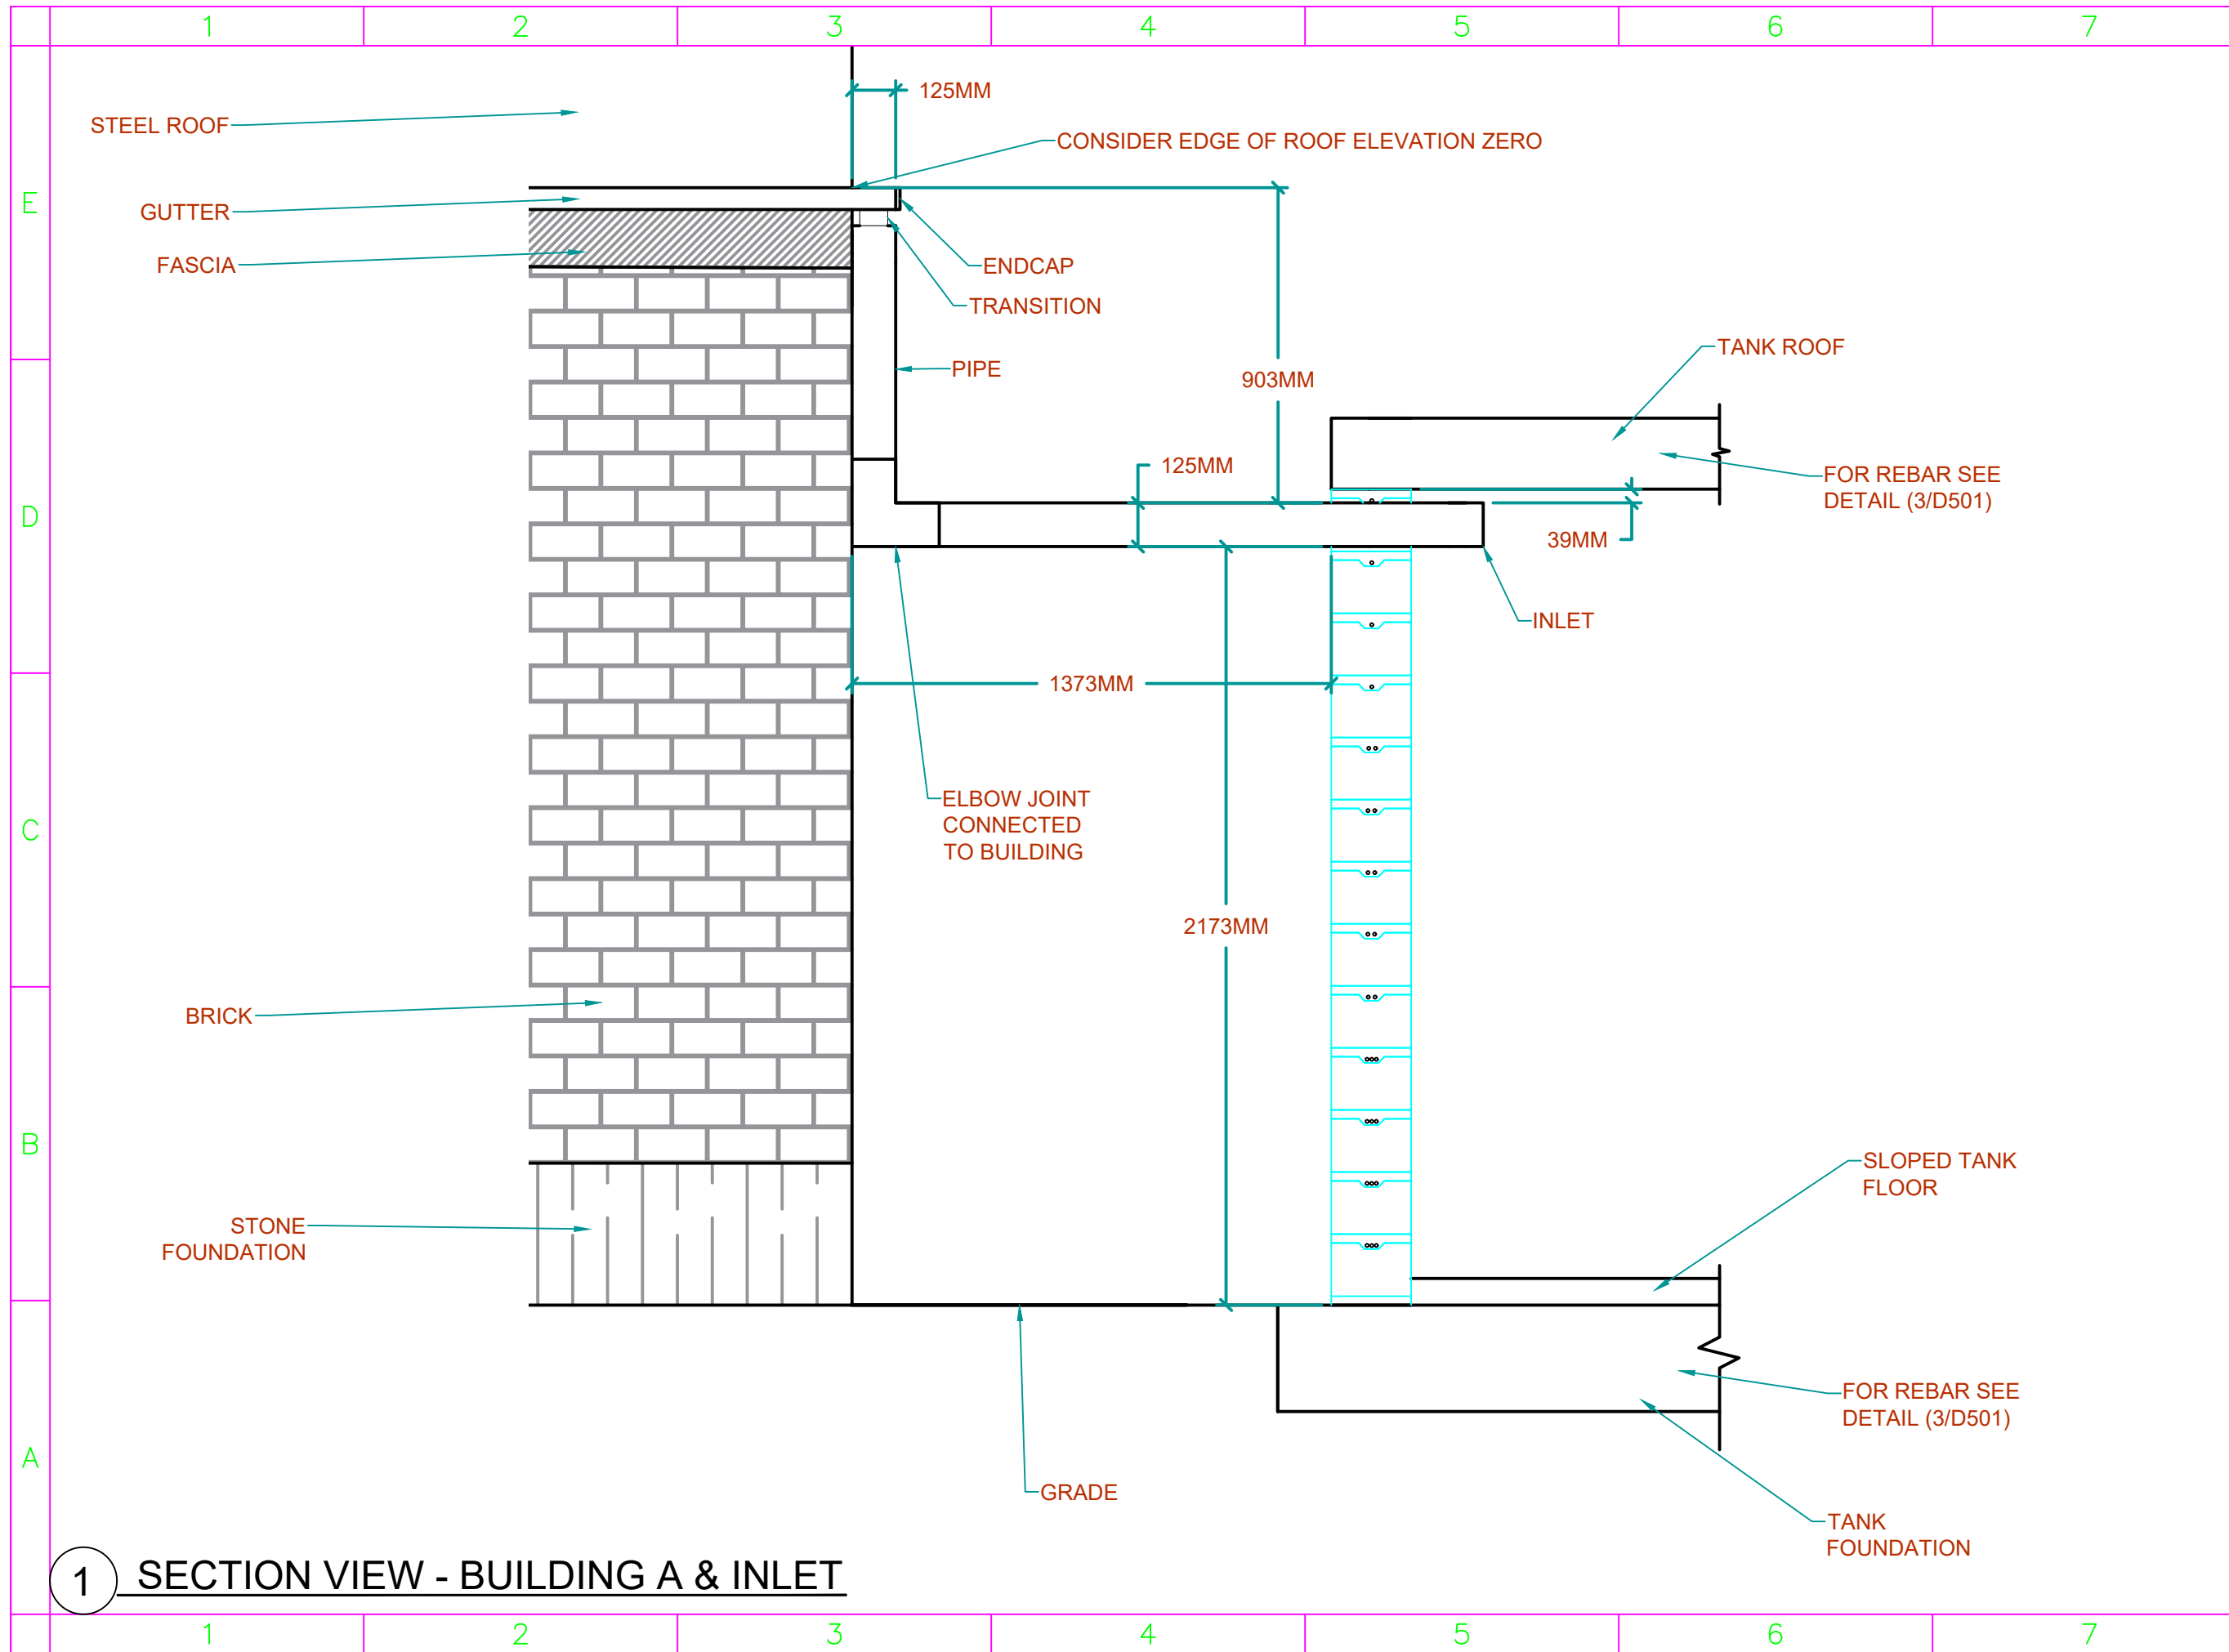 1 2 3 4 5 6 7
125MM
STEEL ROOF
CONSIDER EDGE OF ROOF ELEVATION ZERO
E
GUTTER
FASCIA
ENDCAP
TRANSITION
TANK ROOF
PIPE
903MM
125MM
FOR REBAR SEE
DETAIL (3/D501)
D
39MM
INLET
1373MM
ELBOW JOINT
CONNECTED
TO BUILDING
C
2173MM
BRICK
B
SLOPED TANK
FLOOR
STONE
FOUNDATION
FOR REBAR SEE
DETAIL (3/D501)
A
GRADE
TANK
FOUNDATION
1 SECTION VIEW - BUILDING A & INLET
1 2 3 4 5 6 7